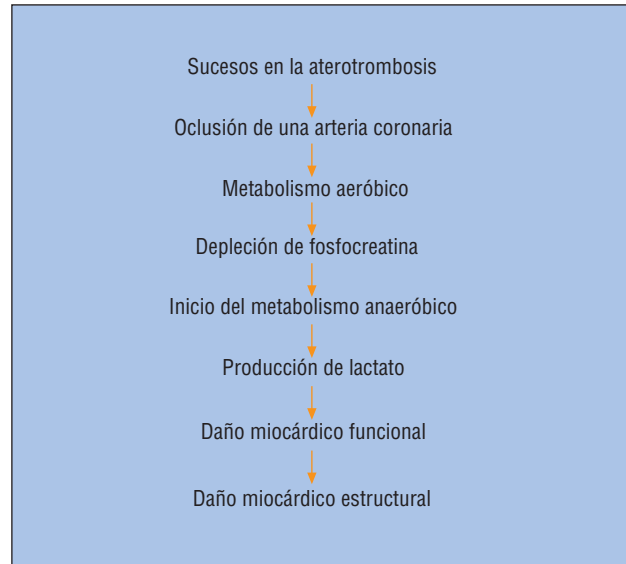 Sucesos en la aterotrombosis
Oclusión de una arteria coronaria
Metabolismo aeróbico
Depleción de fosfocreatina
Inicio del metabolismo anaeróbico
Producción de lactato
Daño miocárdico funcional
Daño miocárdico estructural